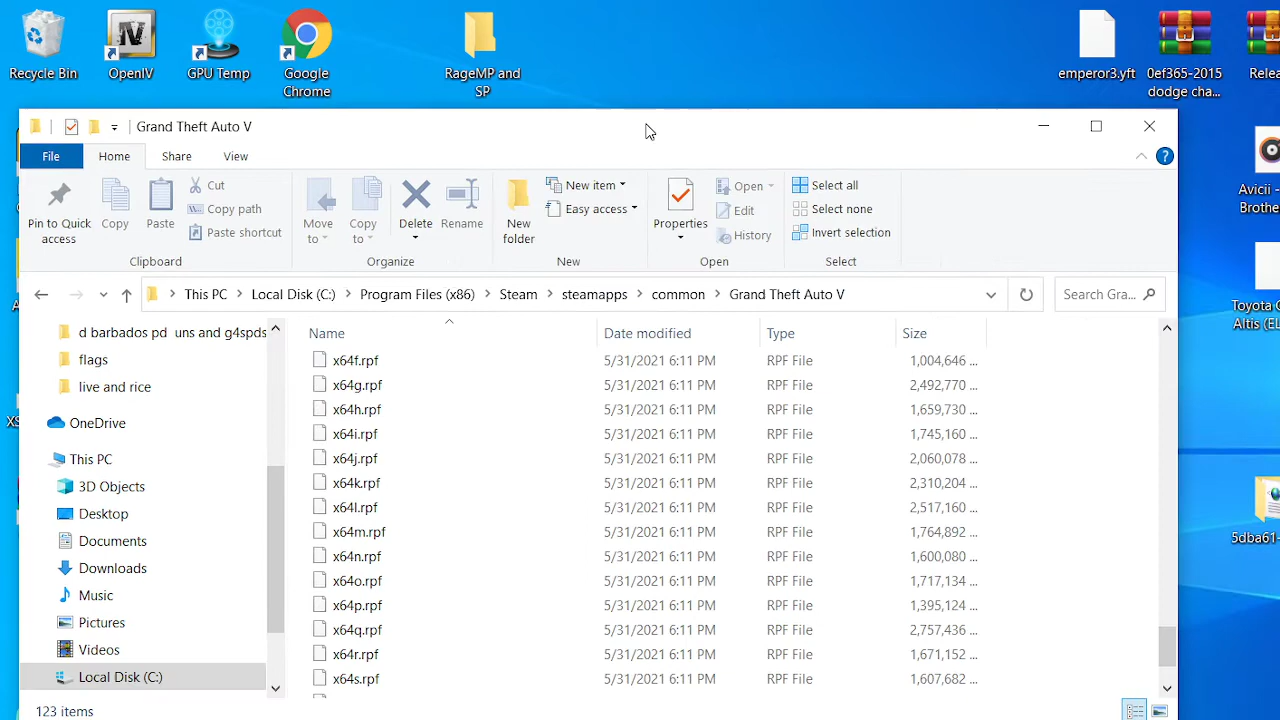 Recycle Bin
OpenIV
GPU Temp
Google
Chrome
RageMP and
SP
emperor3.yft
0ef365-2015
dodge cha...
Relea
Grand Theft Auto V
File
Home
Share
View
Pin to Quick
access
Copy
Paste
Cut
Copy path
Paste shortcut
Clipboard
Move
to
Copy
to
Delete
Rename
Organize
New
folder
New item
Easy access
New
Properties
Open
Edit
History
Open
Select all
Select none
Invert selection
Select
This PC
Local Disk (C:)
Program Files (x86)
Steam
steamapps
common
Grand Theft Auto V
Search Gra...
d barbados pd  uns and g4spds
flags
live and rice
OneDrive
This PC
3D Objects
Desktop
Documents
Downloads
Music
Pictures
Videos
Local Disk (C:)
Name Date modified Type Size
x64f.rpf 5/31/2021 6:11 PM RPF File 1,004,646 ...
x64g.rpf 5/31/2021 6:11 PM RPF File 2,492,770 ...
x64h.rpf 5/31/2021 6:11 PM RPF File 1,659,730 ...
x64i.rpf 5/31/2021 6:11 PM RPF File 1,745,160 ...
x64j.rpf 5/31/2021 6:11 PM RPF File 2,060,078 ...
x64k.rpf 5/31/2021 6:11 PM RPF File 2,310,204 ...
x64l.rpf 5/31/2021 6:11 PM RPF File 2,517,160 ...
x64m.rpf 5/31/2021 6:11 PM RPF File 1,764,892 ...
x64n.rpf 5/31/2021 6:11 PM RPF File 1,600,080 ...
x64o.rpf 5/31/2021 6:11 PM RPF File 1,717,134 ...
x64p.rpf 5/31/2021 6:11 PM RPF File 1,395,124 ...
x64q.rpf 5/31/2021 6:11 PM RPF File 2,757,436 ...
x64r.rpf 5/31/2021 6:11 PM RPF File 1,671,152 ...
x64s.rpf 5/31/2021 6:11 PM RPF File 1,607,682 ...
123 items
Avicii -
Brothe
Toyota C
Altis (EL
5dba61-
XS